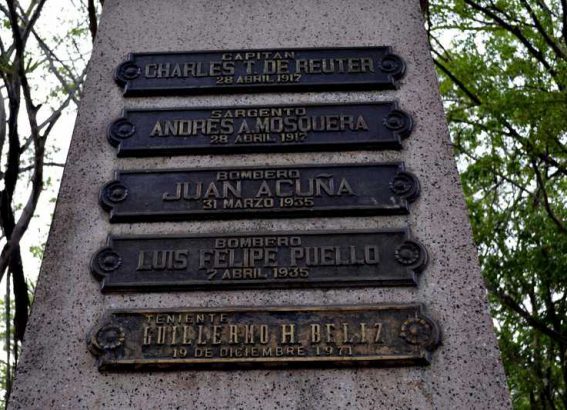 CAPITAN
CHARLES T. DE REUTER
28 ABRIL 1917
SARGENTO
ANDRES A. MOSQUERA
28 ABRIL 1917
BOMBERO
JUAN ACUÑA
31 MARZO 1935
BOMBERO
LUIS FELIPE PUELLO
7 ABRIL 1935
TENIENTE
GUILLERMO H. BELIZ
19 DE DICIEMBRE 1971